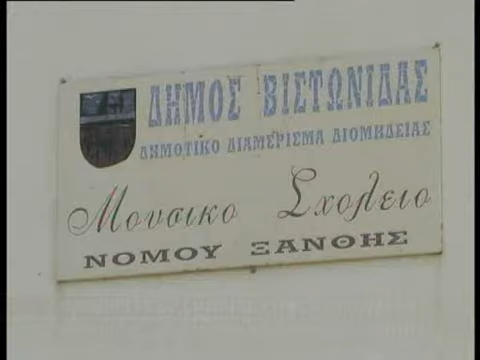 ΔΗΜΟΣ ΒΙΣΤΩΝΙΔΑΣ
ΔΗΜΟΤΙΚΟ ΔΙΑΜΕΡΙΣΜΑ ΔΙΟΜΗΔΕΙΑΣ
Μουσικο Σχολειο
ΝΟΜΟΥ ΞΑΝΘΗΣ